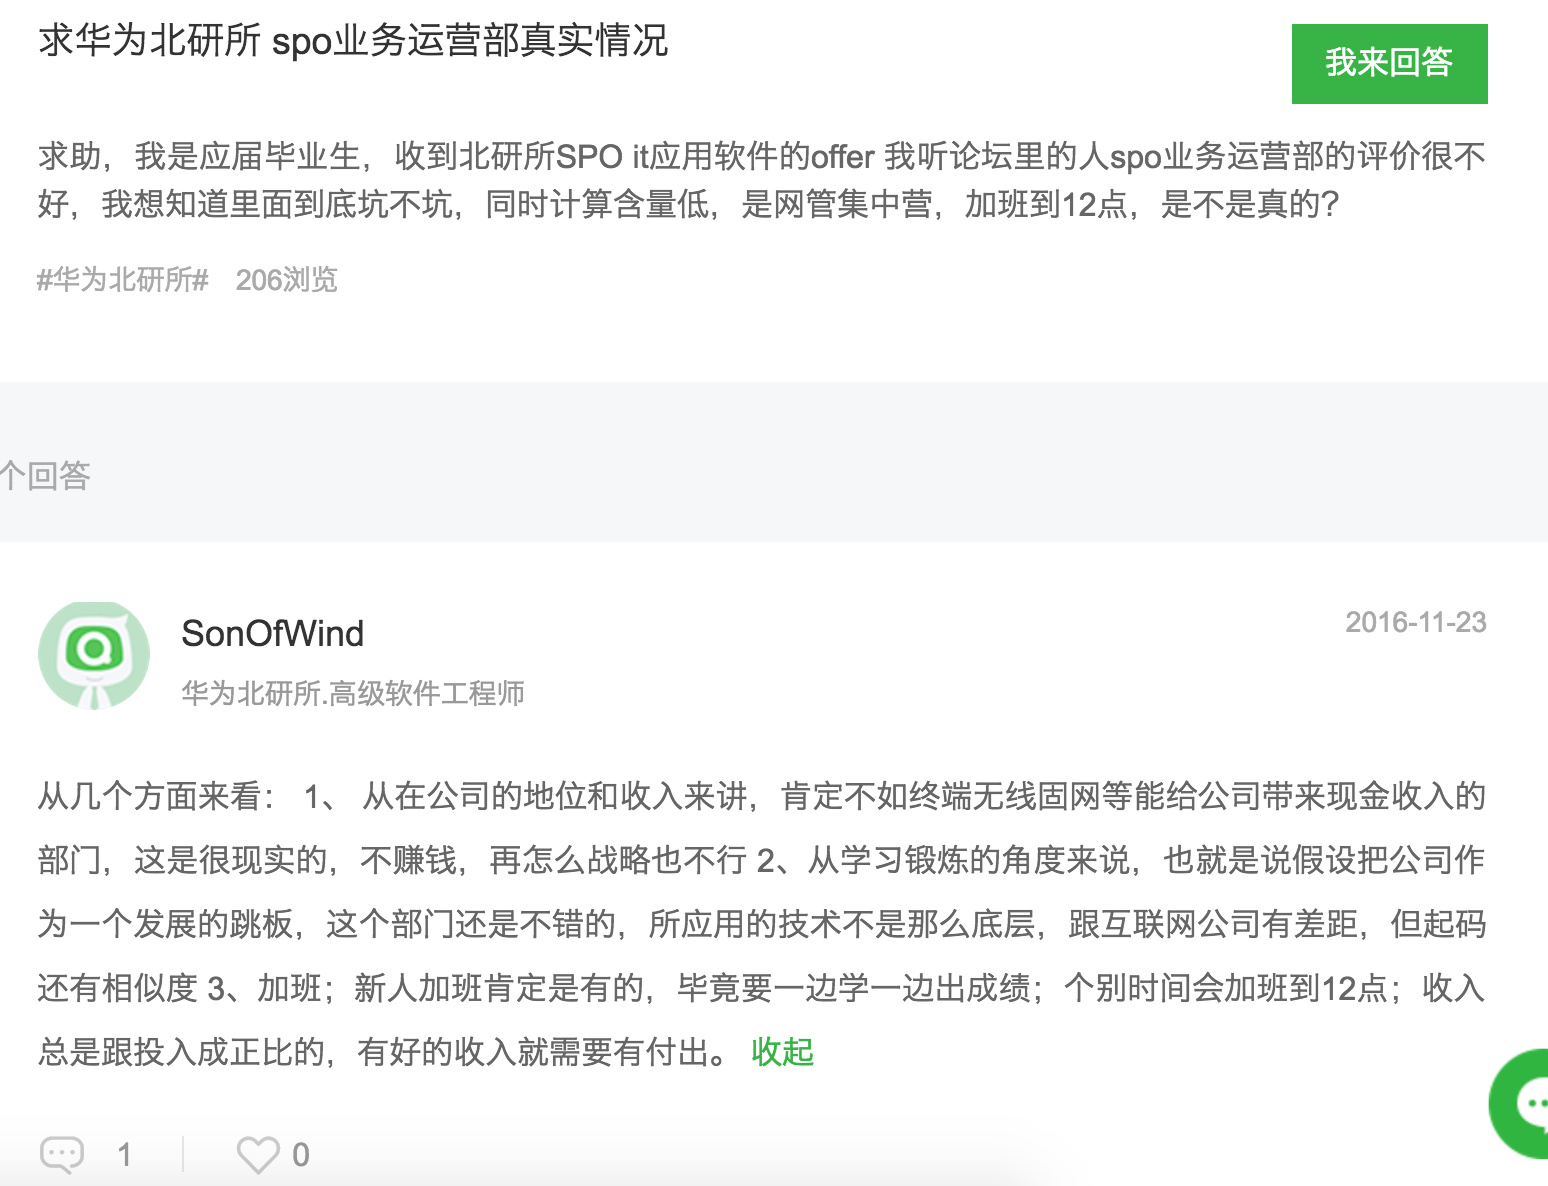 求华为北研所 spo业务运营部真实情况
我来回答
求助，我是应届毕业生，收到北研所SPO it应用软件的offer 我听论坛里的人spo业务运营部的评价很不
好，我想知道里面到底坑不坑，同时计算含量低，是网管集中营，加班到12点，是不是真的？
#华为北研所# 206浏览
个回答
SonOfWind
2016-11-23
华为北研所.高级软件工程师
从几个方面来看： 1、 从在公司的地位和收入来讲，肯定不如终端无线固网等能给公司带来现金收入的
部门，这是很现实的，不赚钱，再怎么战略也不行 2、从学习锻炼的角度来说，也就是说假设把公司作
为一个发展的跳板，这个部门还是不错的，所应用的技术不是那么底层，跟互联网公司有差距，但起码
还有相似度 3、加班；新人加班肯定是有的，毕竟要一边学一边出成绩；个别时间会加班到12点；收入
总是跟投入成正比的，有好的收入就需要有付出。 收起
1 0